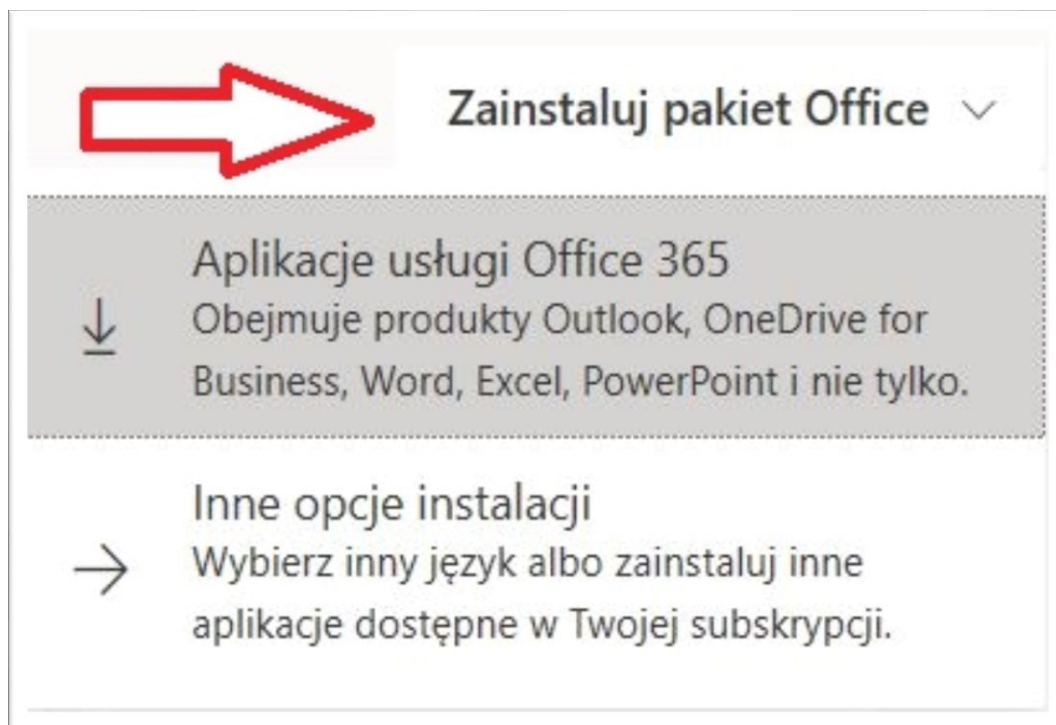 Zainstaluj pakiet Office
Aplikacje usługi Office 365
Obejmuje produkty Outlook, OneDrive for
Business, Word, Excel, PowerPoint i nie tylko.
Inne opcje instalacji
Wybierz inny język albo zainstaluj inne
aplikacje dostępne w Twojej subskrypcji.